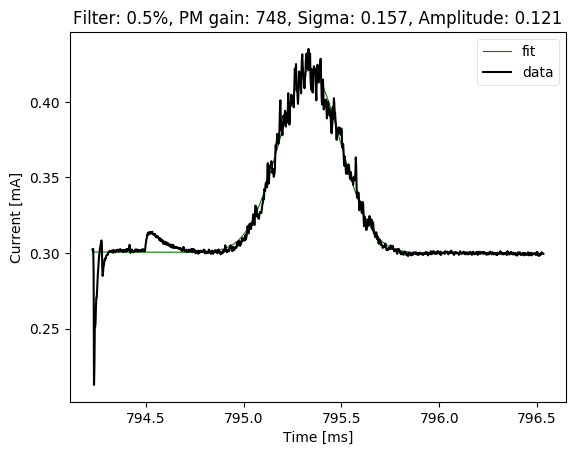 Filter: 0.5%, PM gain: 748, Sigma: 0.157, Amplitude: 0.121
fit
data
0.40
0.35
0.30
0.25
Current [mA]
794.5 795.0 795.5 796.0 796.5
Time [ms]